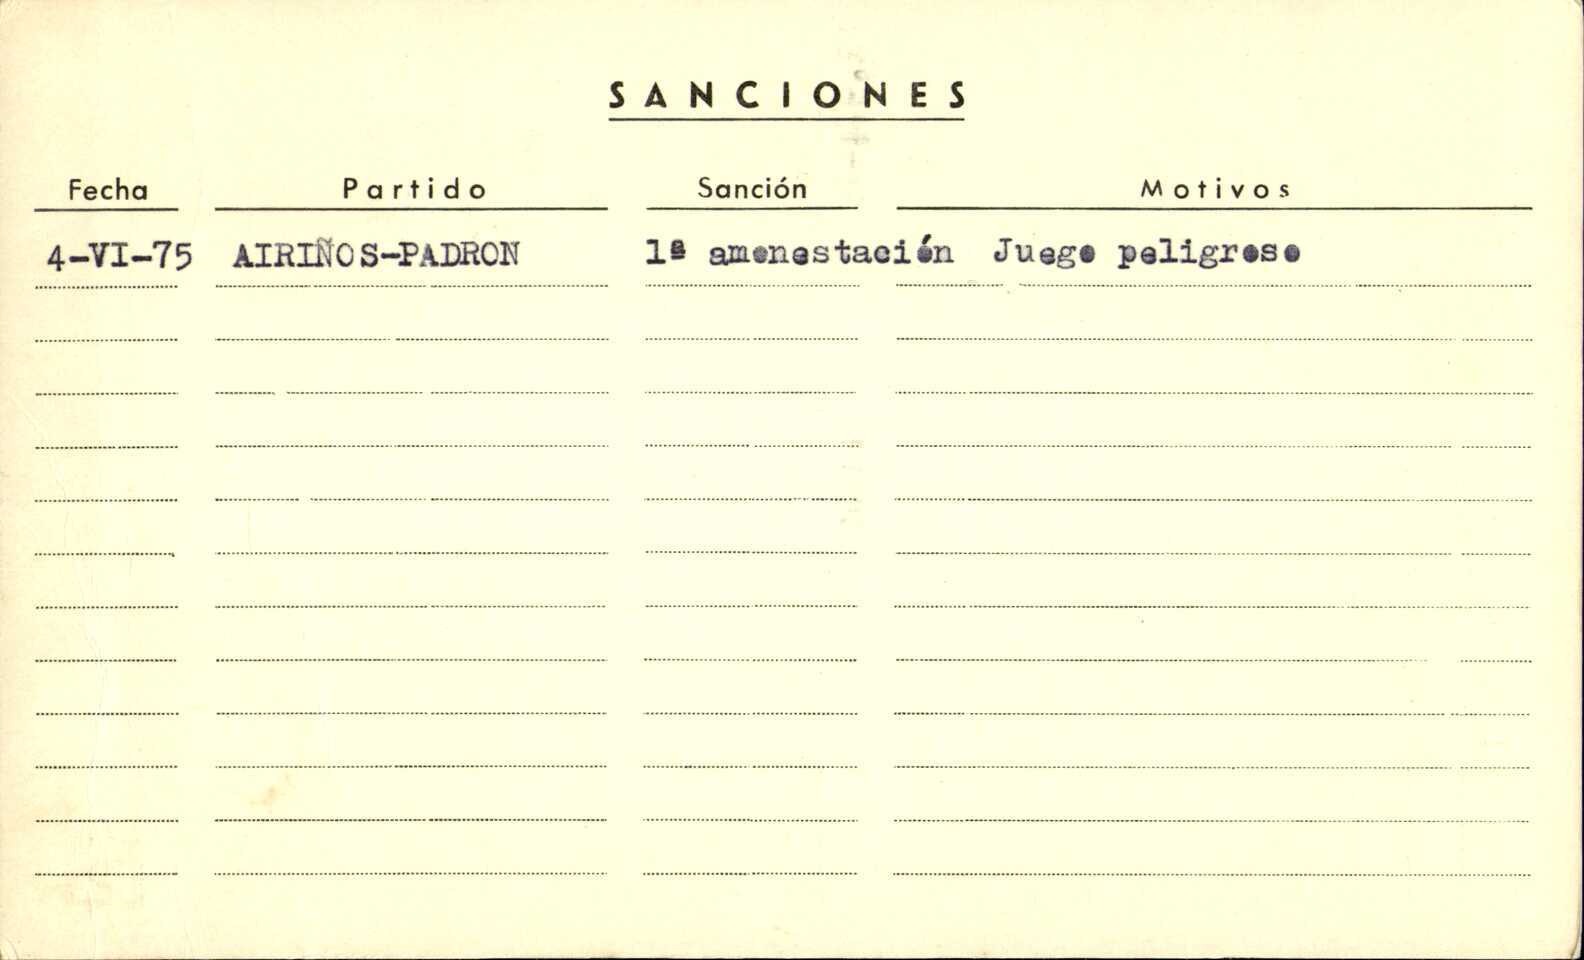 SANCIONES
Fecha Partido Sanción Motivos
4-VI-75 AIRIÑOS-PADRON 1ª amonestación Juego peligroso